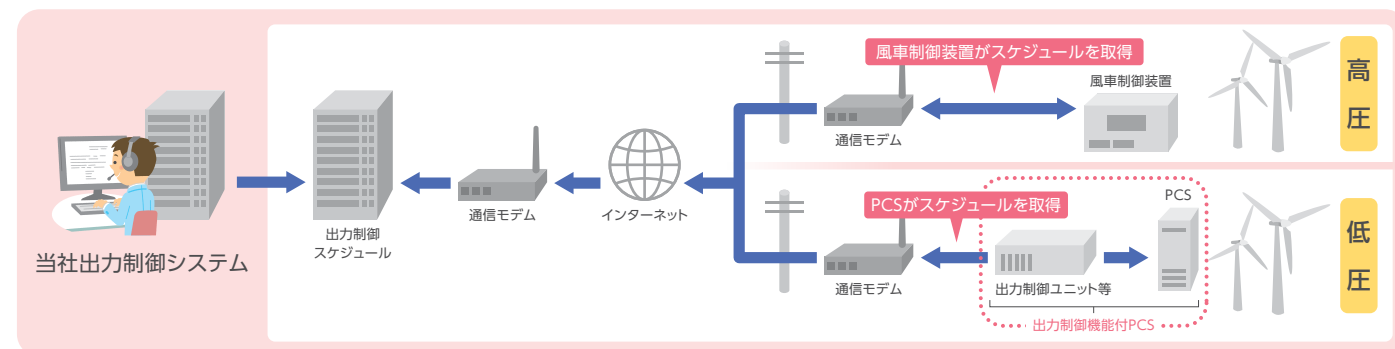 当社出力制御システム
出力制御
スケジュール
通信モデム
インターネット
風車制御装置がスケジュールを取得
通信モデム
風車制御装置
高
圧
PCSがスケジュールを取得
通信モデム
出力制御ユニット等
PCS
出力制御機能付PCS
低
圧